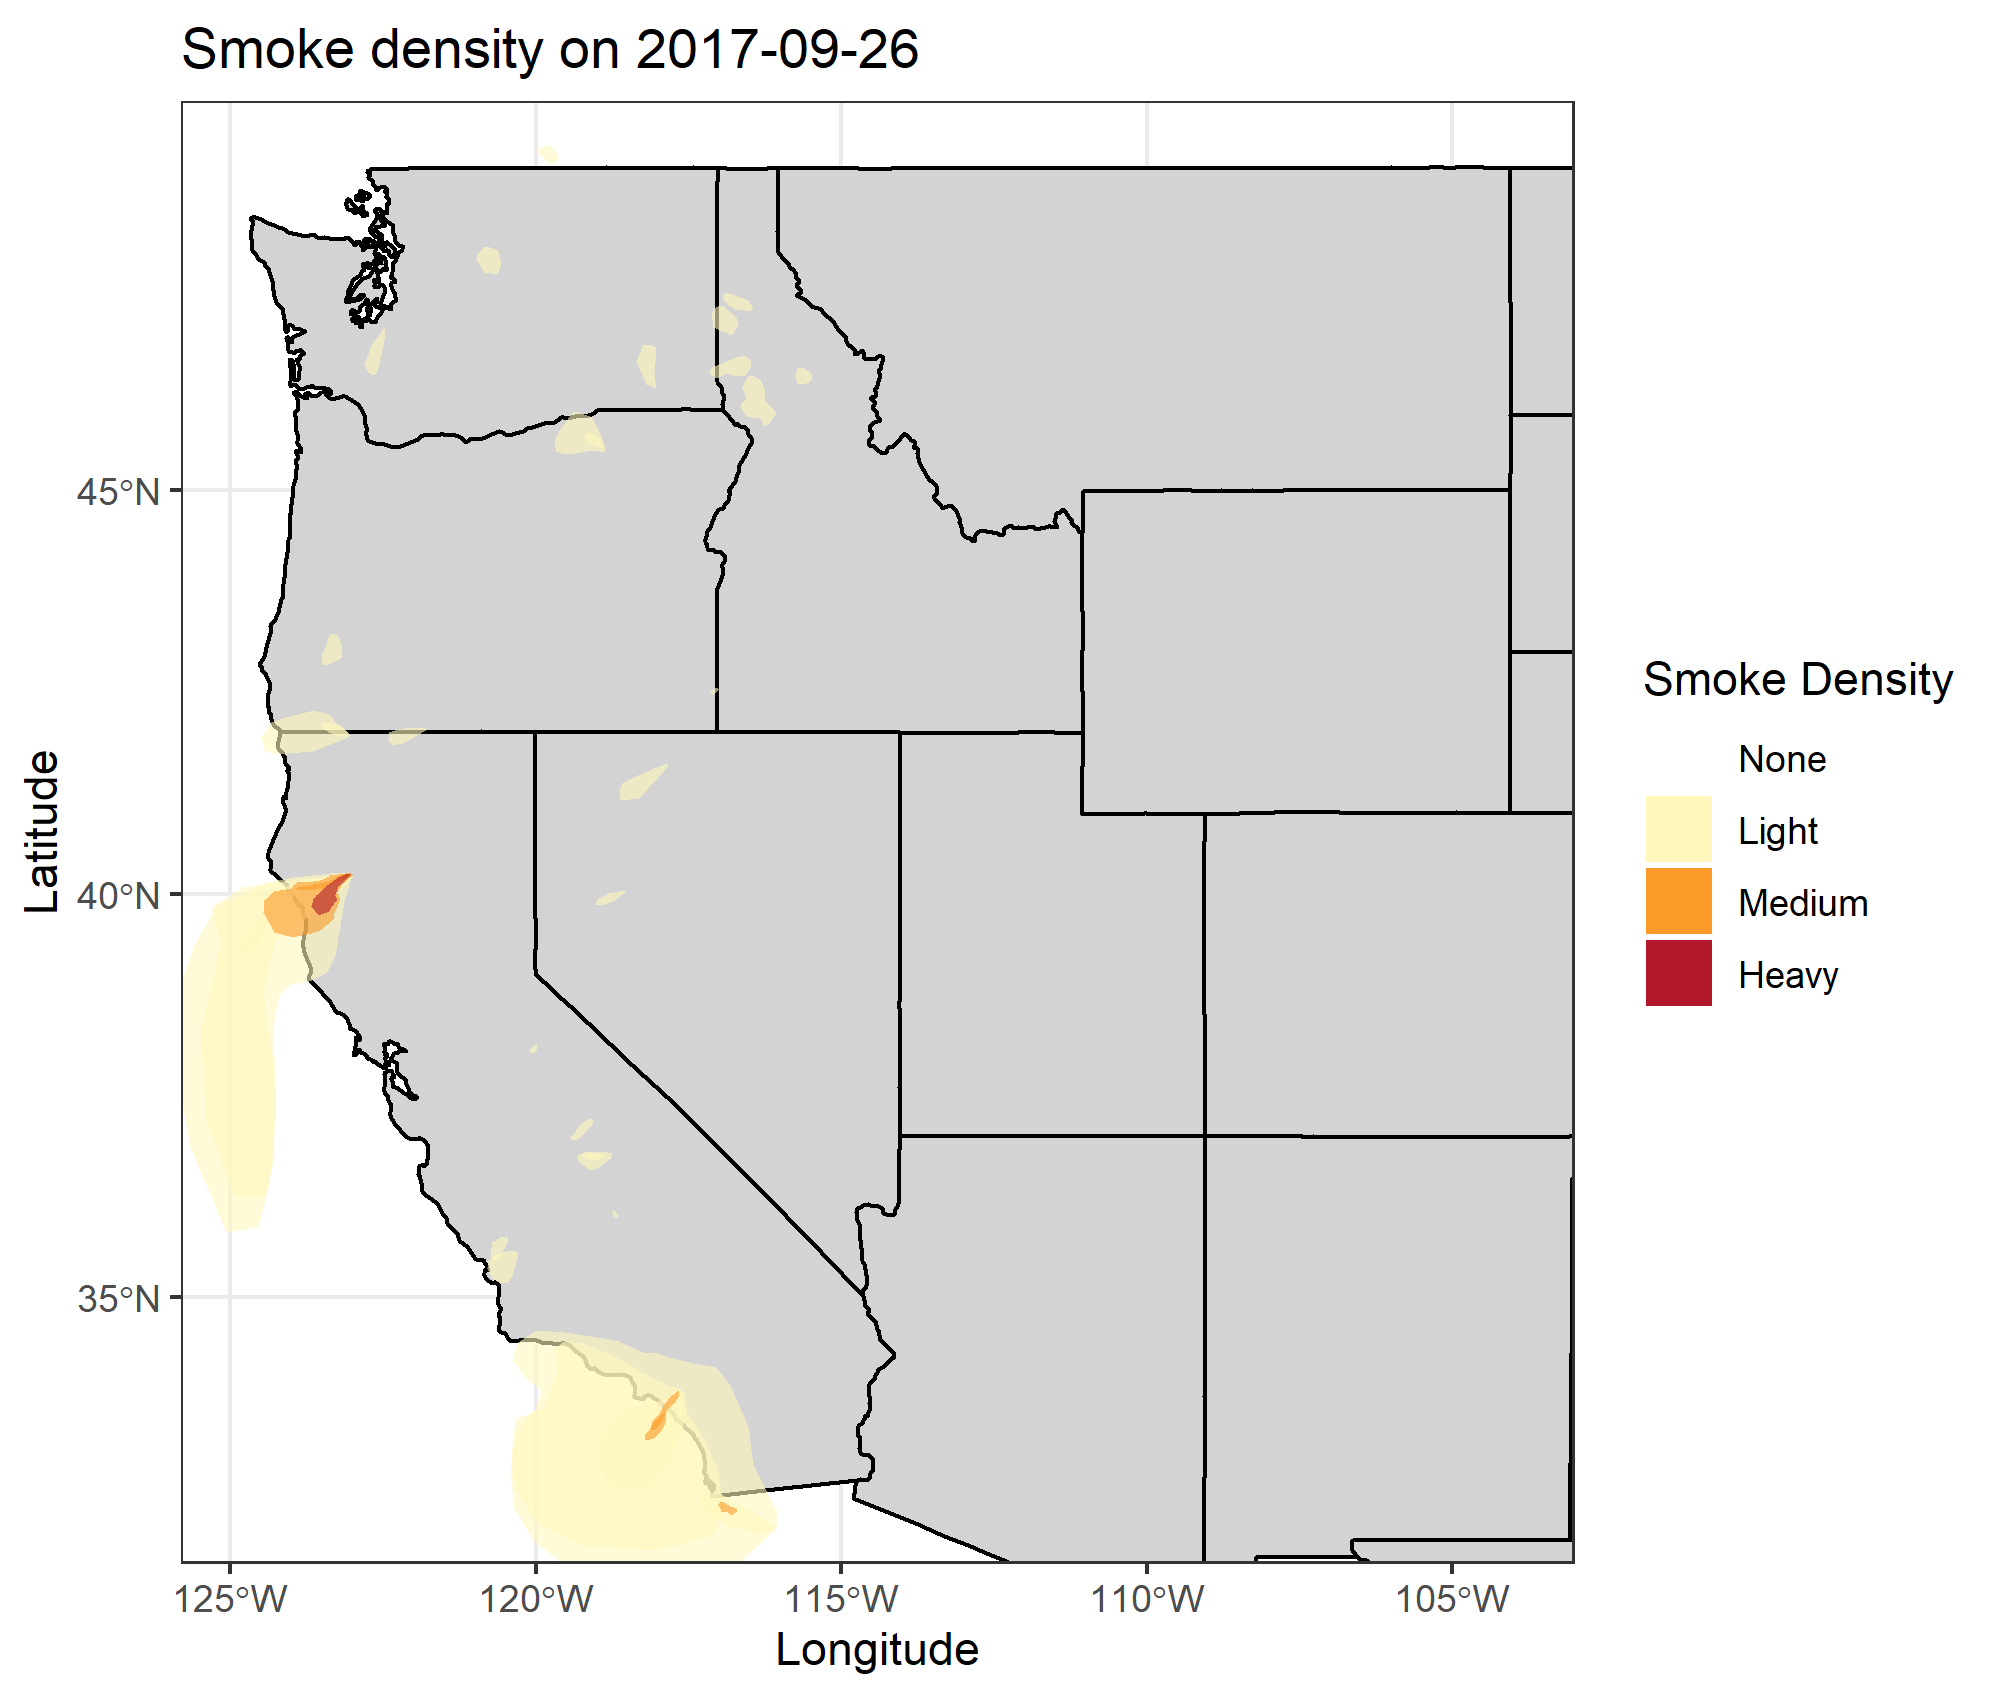 Smoke density on 2017-09-26
45°N
40°N
35°N
Latitude
125°W 120°W 115°W 110°W 105°W
Longitude
Smoke Density
None
Light
Medium
Heavy